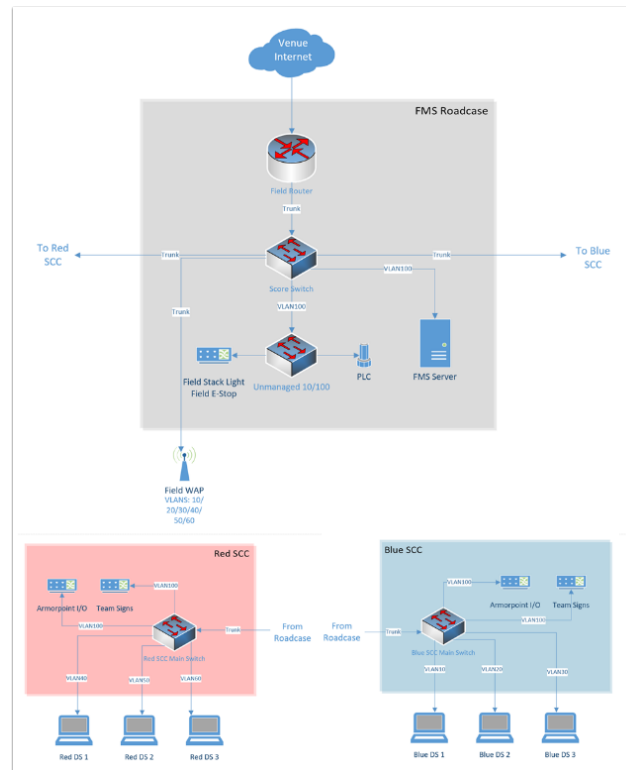 Venue
Internet
FMS Roadcase
Field Router
Trunk
To Red
SCC
Trunk
Trunk
To Blue
SCC
Score Switch
VLAN100
VLAN100
Trunk
Field Stack Light
Field E-Stop
Unmanaged 10/100
PLC
FMS Server
Field WAP
VLANS: 10/
20/30/40/
50/60
Red SCC
VLAN100
Armorpoint I/O
Team Signs
VLAN100
Trunk
From
Roadcase
Red SCC Main Switch
VLAN40
VLAN50
VLAN60
Red DS 1
Red DS 2
Red DS 3
Blue SCC
VLAN100
Armorpoint I/O
Team Signs
VLAN100
From
Roadcase
Trunk
Blue SCC Main Switch
VLAN10
VLAN20
VLAN30
Blue DS 1
Blue DS 2
Blue DS 3